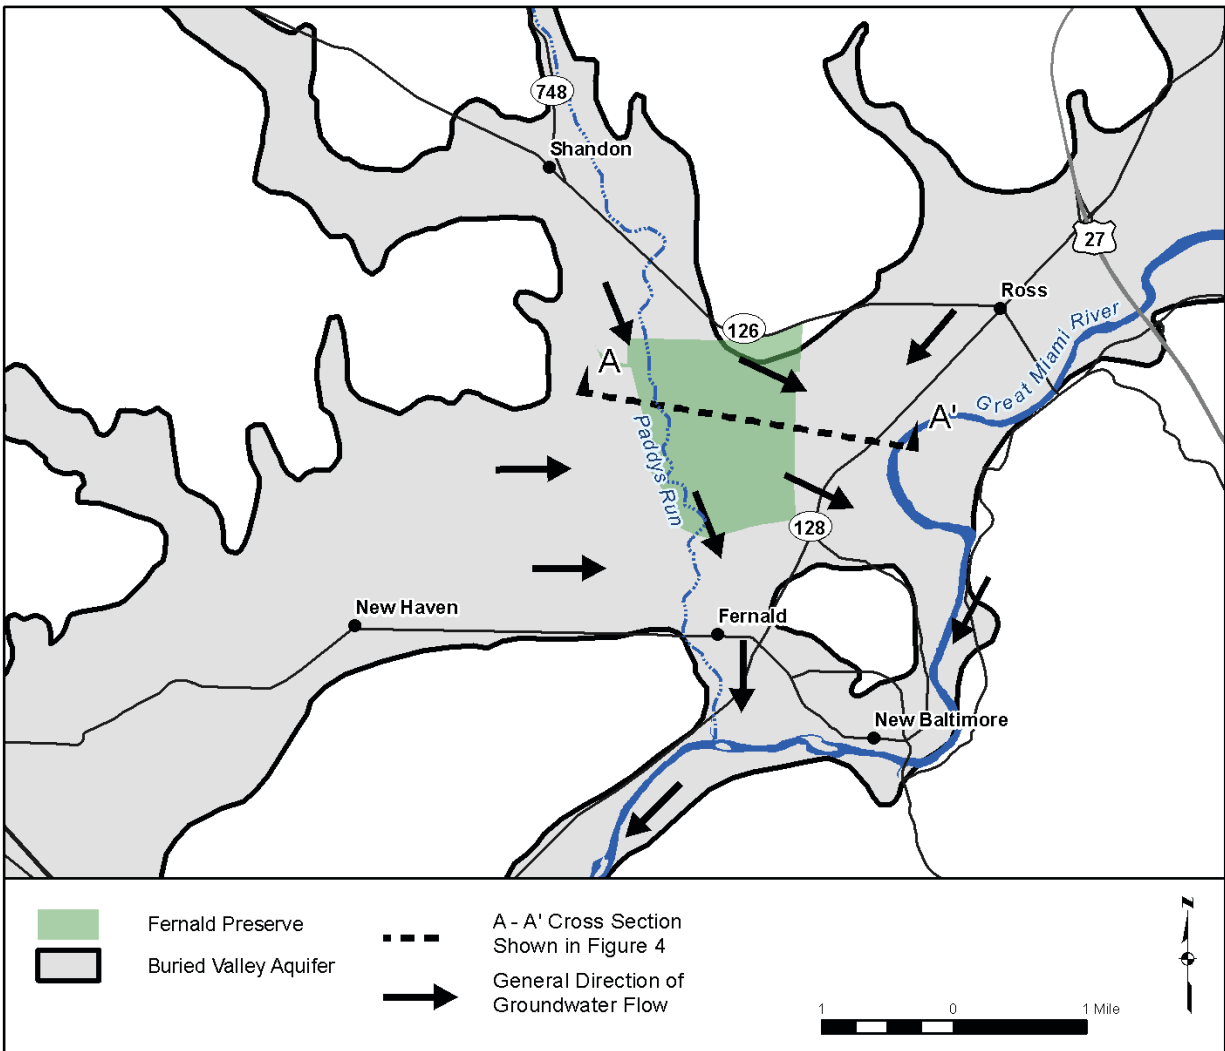 748
Shandon
27
Ross
126
Great Miami River
A
A'
Paddys Run
128
New Haven
Fernald
New Baltimore
Fernald Preserve
Buried Valley Aquifer
A - A' Cross Section
Shown in Figure 4
General Direction of
Groundwater Flow
N
1 0 1 Mile